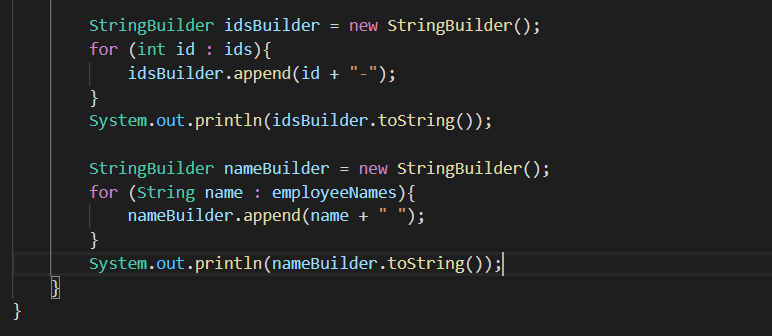 StringBuilder idsBuilder = new StringBuilder();
for (int id : ids){
idsBuilder.append(id + "-");
}
System.out.println(idsBuilder.toString());
StringBuilder nameBuilder = new StringBuilder();
for (String name : employeeNames){
nameBuilder.append(name + " ");
}
System.out.println(nameBuilder.toString());
}
}